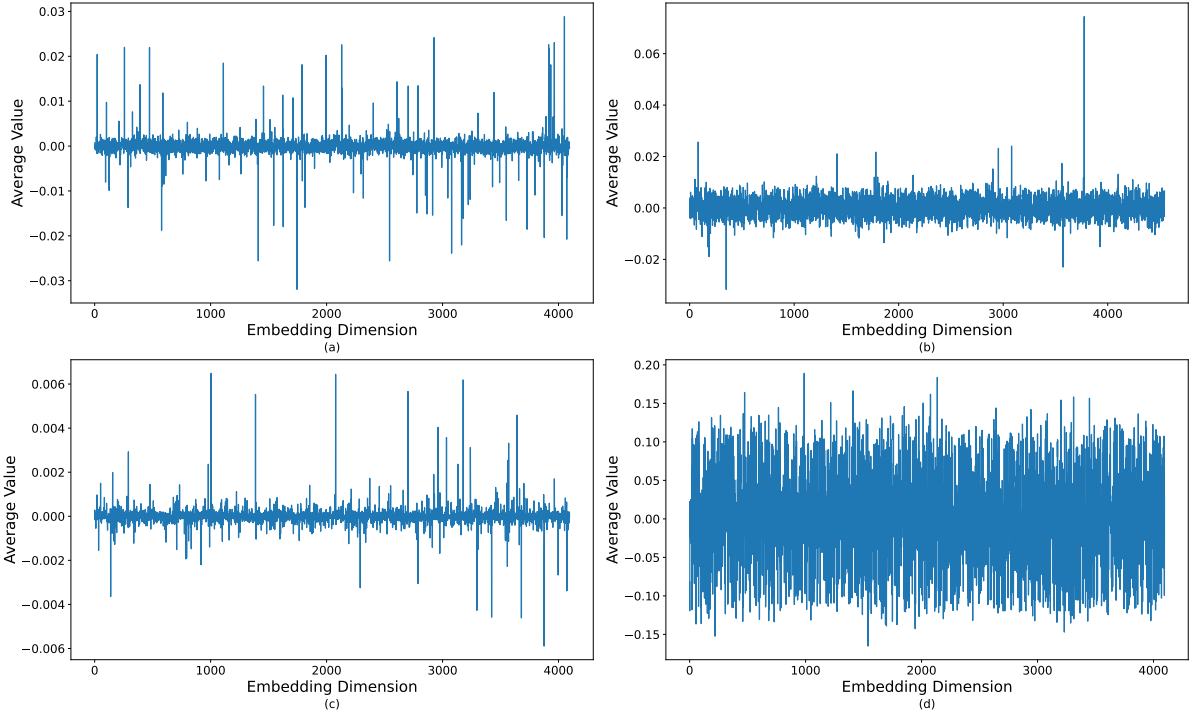 0.03
0.02
0.01
0.00
−0.01
−0.02
−0.03
Average Value
0 1000 2000 3000 4000
Embedding Dimension
(a)
0.06
0.04
0.02
0.00
−0.02
Average Value
0 1000 2000 3000 4000
Embedding Dimension
(b)
0.006
0.004
0.002
0.000
−0.002
−0.004
−0.006
Average Value
0 1000 2000 3000 4000
Embedding Dimension
(c)
0.20
0.15
0.10
0.05
0.00
−0.05
−0.10
−0.15
Average Value
0 1000 2000 3000 4000
Embedding Dimension
(d)